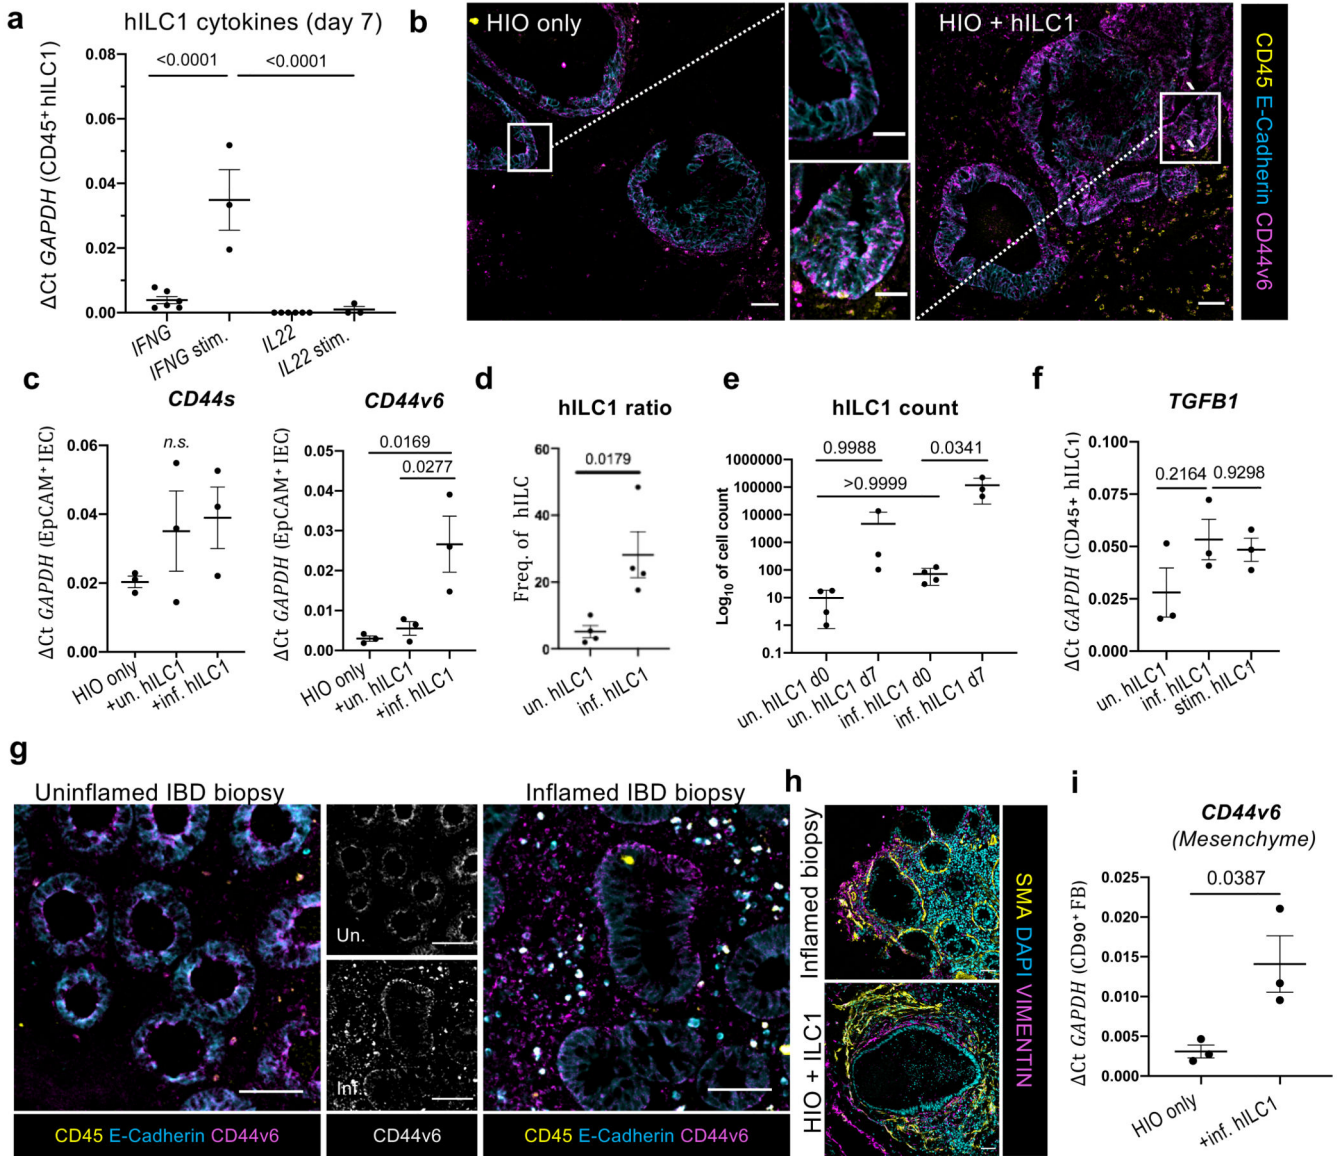 a
hILC1 cytokines (day 7)
ΔCt GAPDH (CD45+ hILC1)
0.08
0.06
0.04
0.02
0.00
<0.0001
<0.0001
IFNG
IFNG stim.
IL22
IL22 stim.
b
HIO only
HIO + hILC1
CD45 E-Cadherin CD44v6
c
CD44s
ΔCt GAPDH (EpCAM+ IEC)
0.06
0.04
0.02
0.00
n.s.
HIO only
+un. hILC1
+inf. hILC1
CD44v6
ΔCt GAPDH (EpCAM+ IEC)
0.05
0.04
0.03
0.02
0.01
0.00
0.0169
0.0277
HIO only
+un. hILC1
+inf. hILC1
d
hILC1 ratio
Freq. of hILC
60
40
20
0
0.0179
un. hILC1
inf. hILC1
e
hILC1 count
Log10 of cell count
1000000
100000
10000
1000
100
10
1
0.1
0.9988
0.0341
>0.9999
un. hILC1 d0
un. hILC1 d7
inf. hILC1 d0
inf. hILC1 d7
f
TGFB1
ΔCt GAPDH (CD45+ hILC1)
0.100
0.075
0.050
0.025
0.000
0.2164
0.9298
un. hILC1
inf. hILC1
stim. hILC1
g
Uninflamed IBD biopsy
Inflamed IBD biopsy
Un.
Inf.
CD45 E-Cadherin CD44v6
CD44v6
CD45 E-Cadherin CD44v6
h
Inflamed biopsy
HIO + ILC1
SMA DAPI VIMENTIN
i
CD44v6
(Mesenchyme)
ΔCt GAPDH (CD90+ FB)
0.025
0.020
0.015
0.010
0.005
0.000
0.0387
HIO only
+inf. hILC1